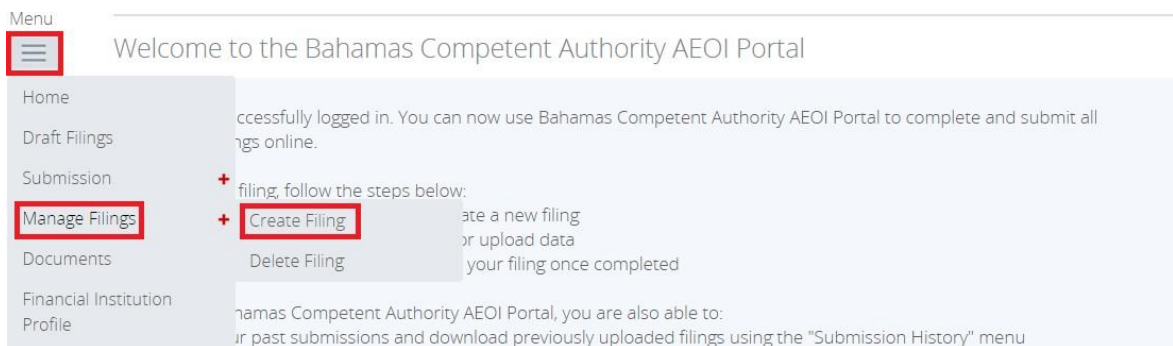 Menu
Welcome to the Bahamas Competent Authority AEOI Portal
Home
ccessfully logged in. You can now use Bahamas Competent Authority AEOI Portal to complete and submit all
Draft Filings
ngs online.
Submission +
filing, follow the steps below:
Manage Filings + Create Filing
ate a new filing
or upload data
Documents
Delete Filing
your filing once completed
Financial Institution
Profile
hamas Competent Authority AEOI Portal, you are also able to:
ur past submissions and download previously uploaded filings using the "Submission History" menu